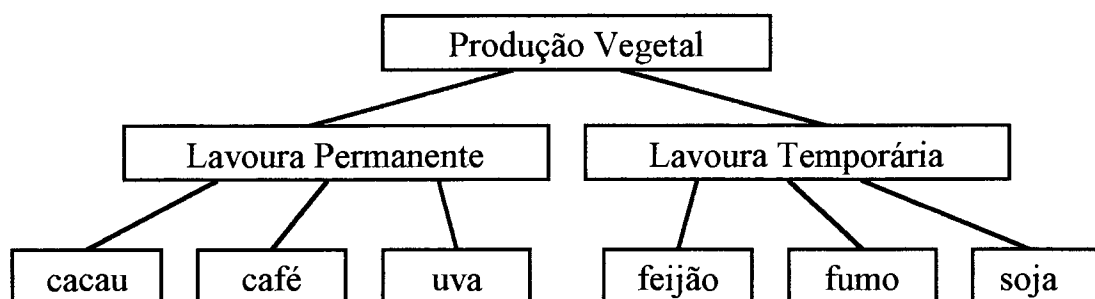 Produção Vegetal
Lavoura Permanente
Lavoura Temporária
cacau
café
uva
feijão
fumo
soja